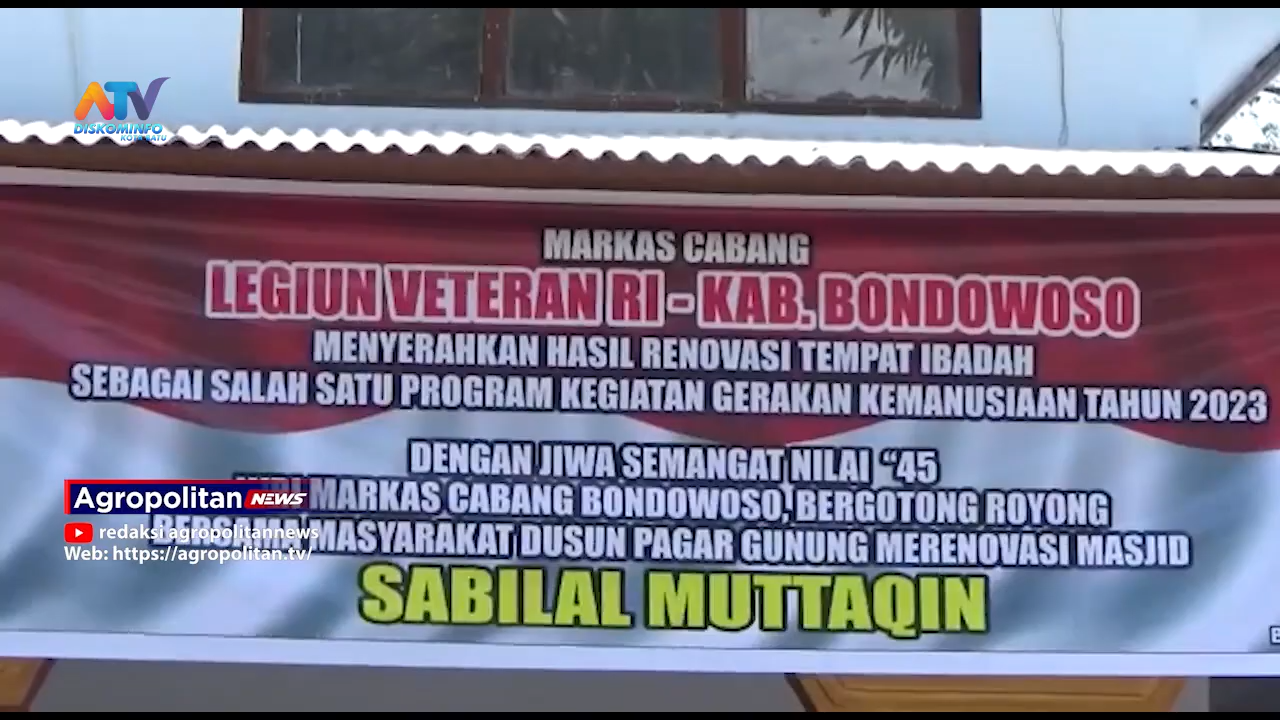 ATV
DISKOMINFO
KOTA BATU
MARKAS CABANG
LEGIUN VETERAN RI - KAB. BONDOWOSO
MENYERAHKAN HASIL RENOVASI TEMPAT IBADAH
SEBAGAI SALAH SATU PROGRAM KEGIATAN GERAKAN KEMANUSIAAN TAHUN 2023
DENGAN JIWA SEMANGAT NILAI “45
MARKAS CABANG BONDOWOSO, BERGOTONG ROYONG
MASYARAKAT DUSUN PAGAR GUNUNG MERENOVASI MASJID
SABILAL MUTTAQIN
Agropolitan NEWS
redaksi agropolitannews
Web: https://agropolitan.tv/